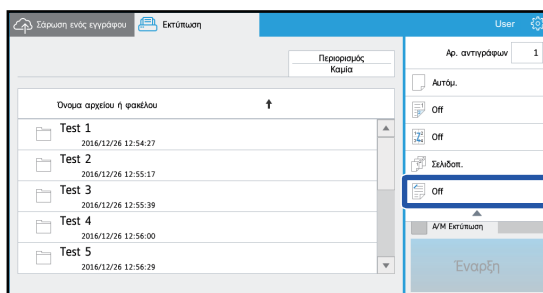 Σάρωση ενός εγγράφου
Εκτύπωση
User
Περιορισμός
Καμία
Όνομα αρχείου ή φακέλου
Test 1
2016/12/26 12:54:27
Test 2
2016/12/26 12:55:17
Test 3
2016/12/26 12:55:39
Test 4
2016/12/26 12:56:00
Test 5
2016/12/26 12:56:29
Αρ. αντιγράφων 1
Αυτόμ.
Off
Off
Σελιδοπ.
Off
Α/Μ Εκτύπωση
Έναρξη